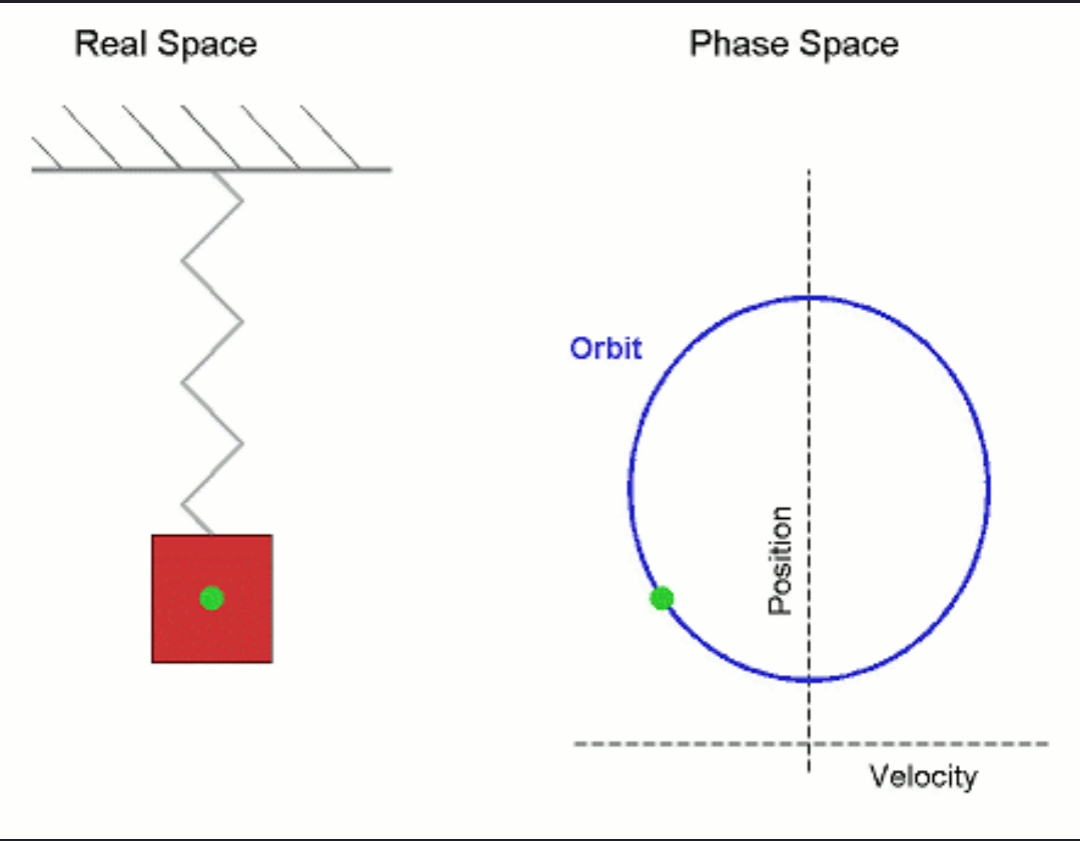 Real Space
Phase Space
Orbit
Position
Velocity